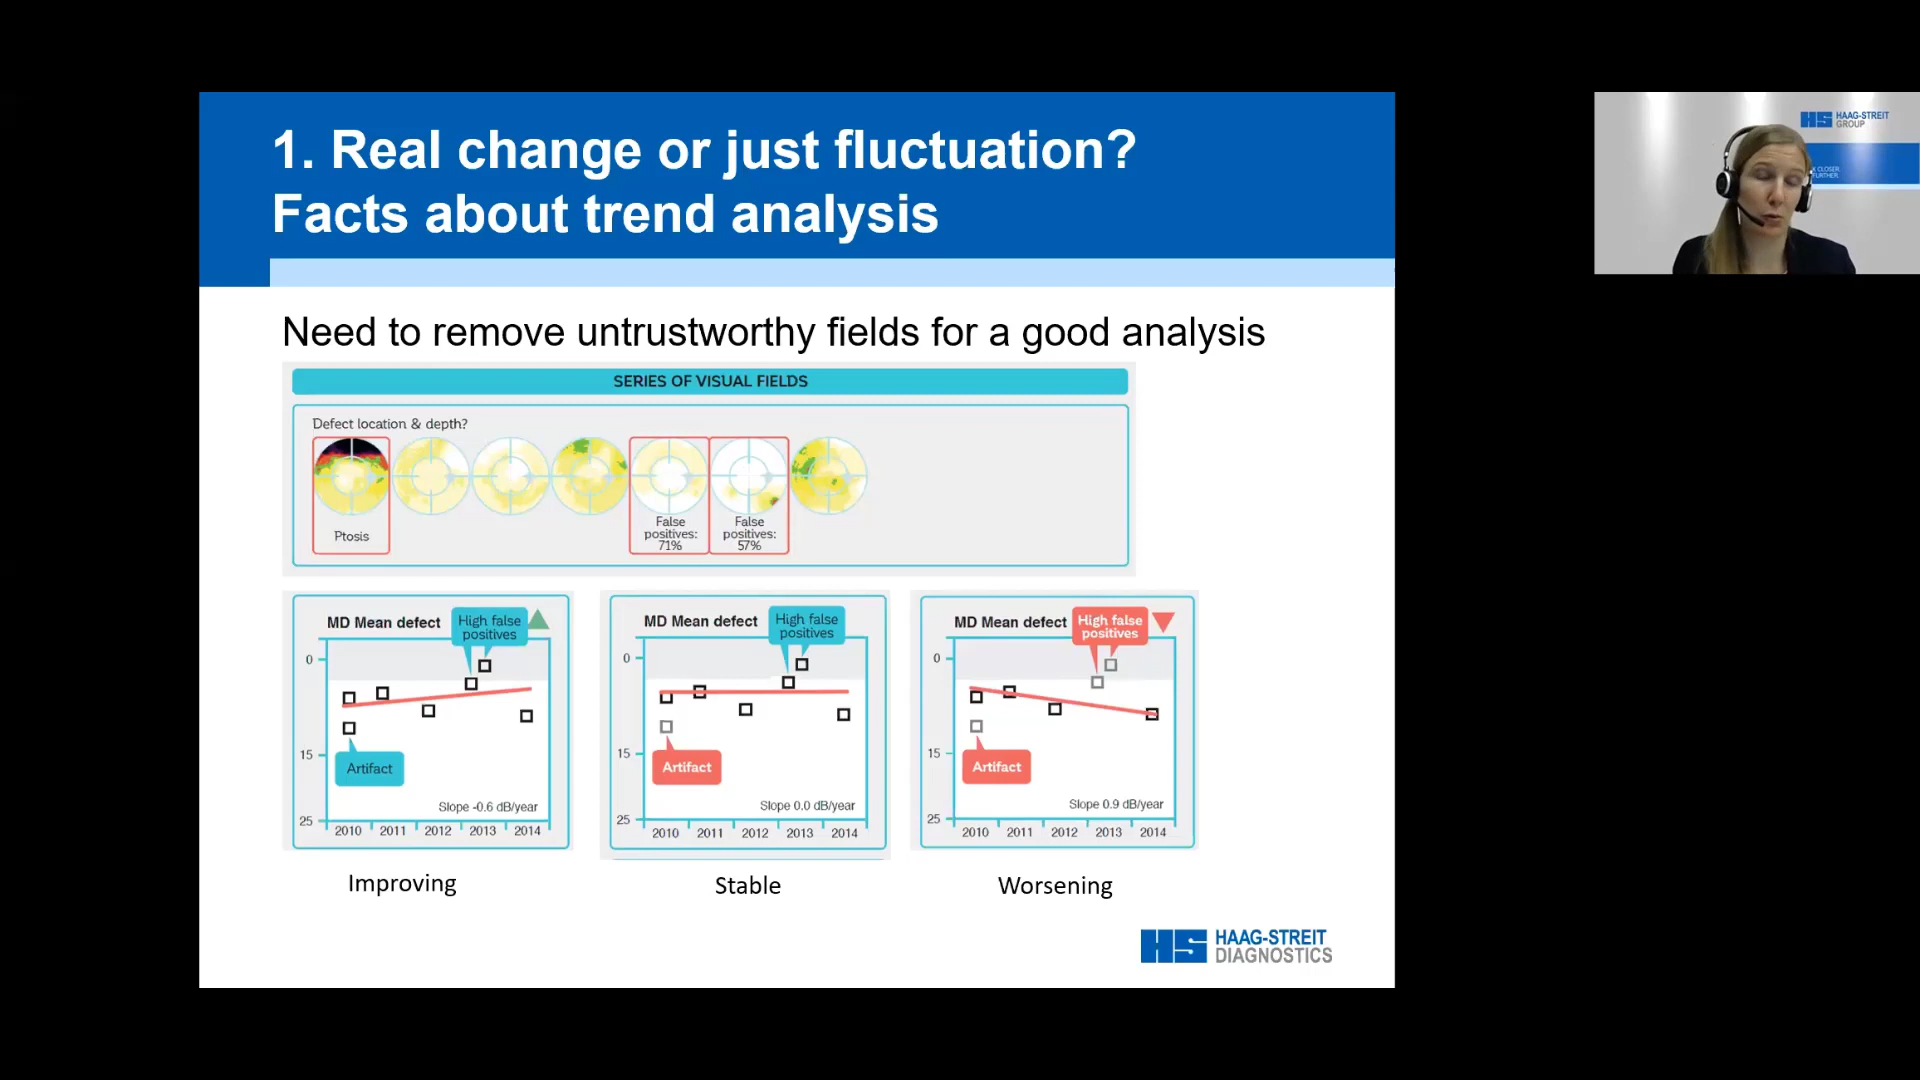 1. Real change or just fluctuation?
Facts about trend analysis
HAAG-STREIT
GROUP
CLOSER.
FURTHER.
Need to remove untrustworthy fields for a good analysis
SERIES OF VISUAL FIELDS
Defect location & depth?
Ptosis
False
positives:
71%
False
positives:
57%
MD Mean defect
High false
positives
0
15
25
Artifact
Slope -0.6 dB/year
2010 2011 2012 2013 2014
Improving
MD Mean defect
High false
positives
0
15
25
Artifact
Slope 0.0 dB/year
2010 2011 2012 2013 2014
Stable
MD Mean defect
High false
positives
0
15
25
Artifact
Slope 0.9 dB/year
2010 2011 2012 2013 2014
Worsening
HS HAAG-STREIT
DIAGNOSTICS